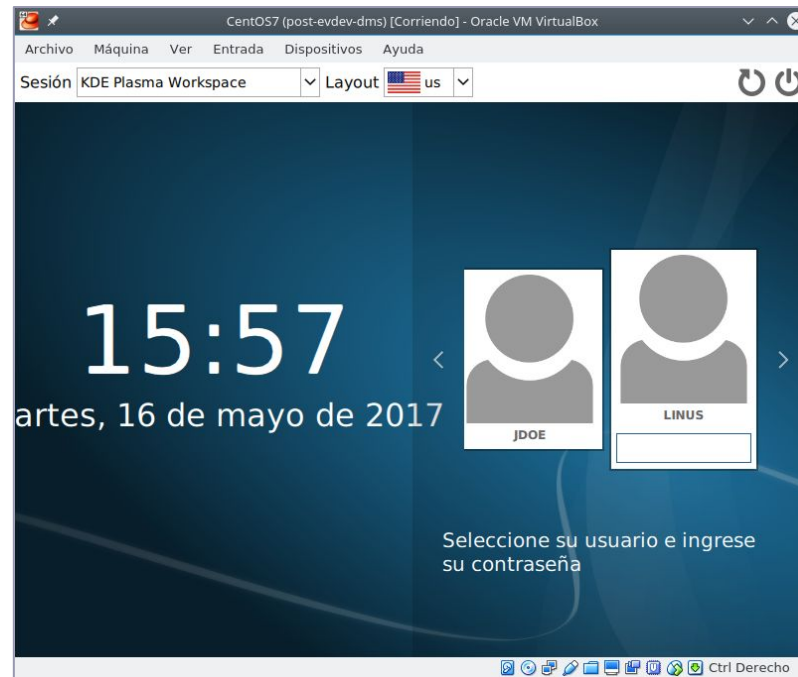 CentOS7 (post-evdev-dms) [Corriendo] - Oracle VM VirtualBox
Archivo Máquina Ver Entrada Dispositivos Ayuda
Sesión KDE Plasma Workspace Layout us
15:57
artes, 16 de mayo de 2017
JDOE
LINUS
Seleccione su usuario e ingrese
su contraseña
Ctrl Derecho